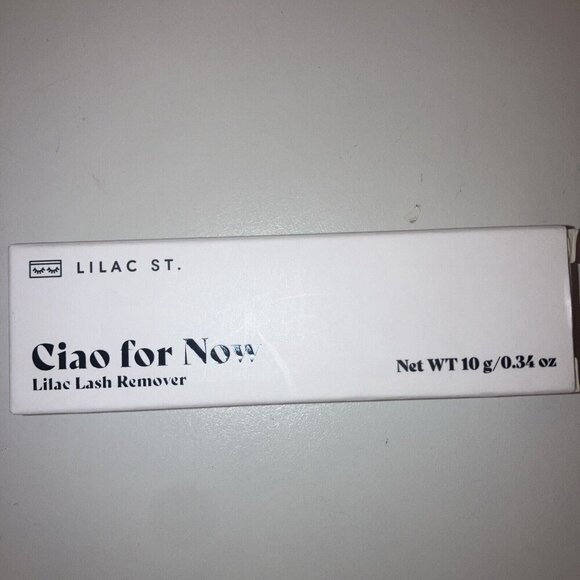 LILAC ST.
Ciao for Now
Lilac Lash Remover
Net WT 10 g/0.34 oz